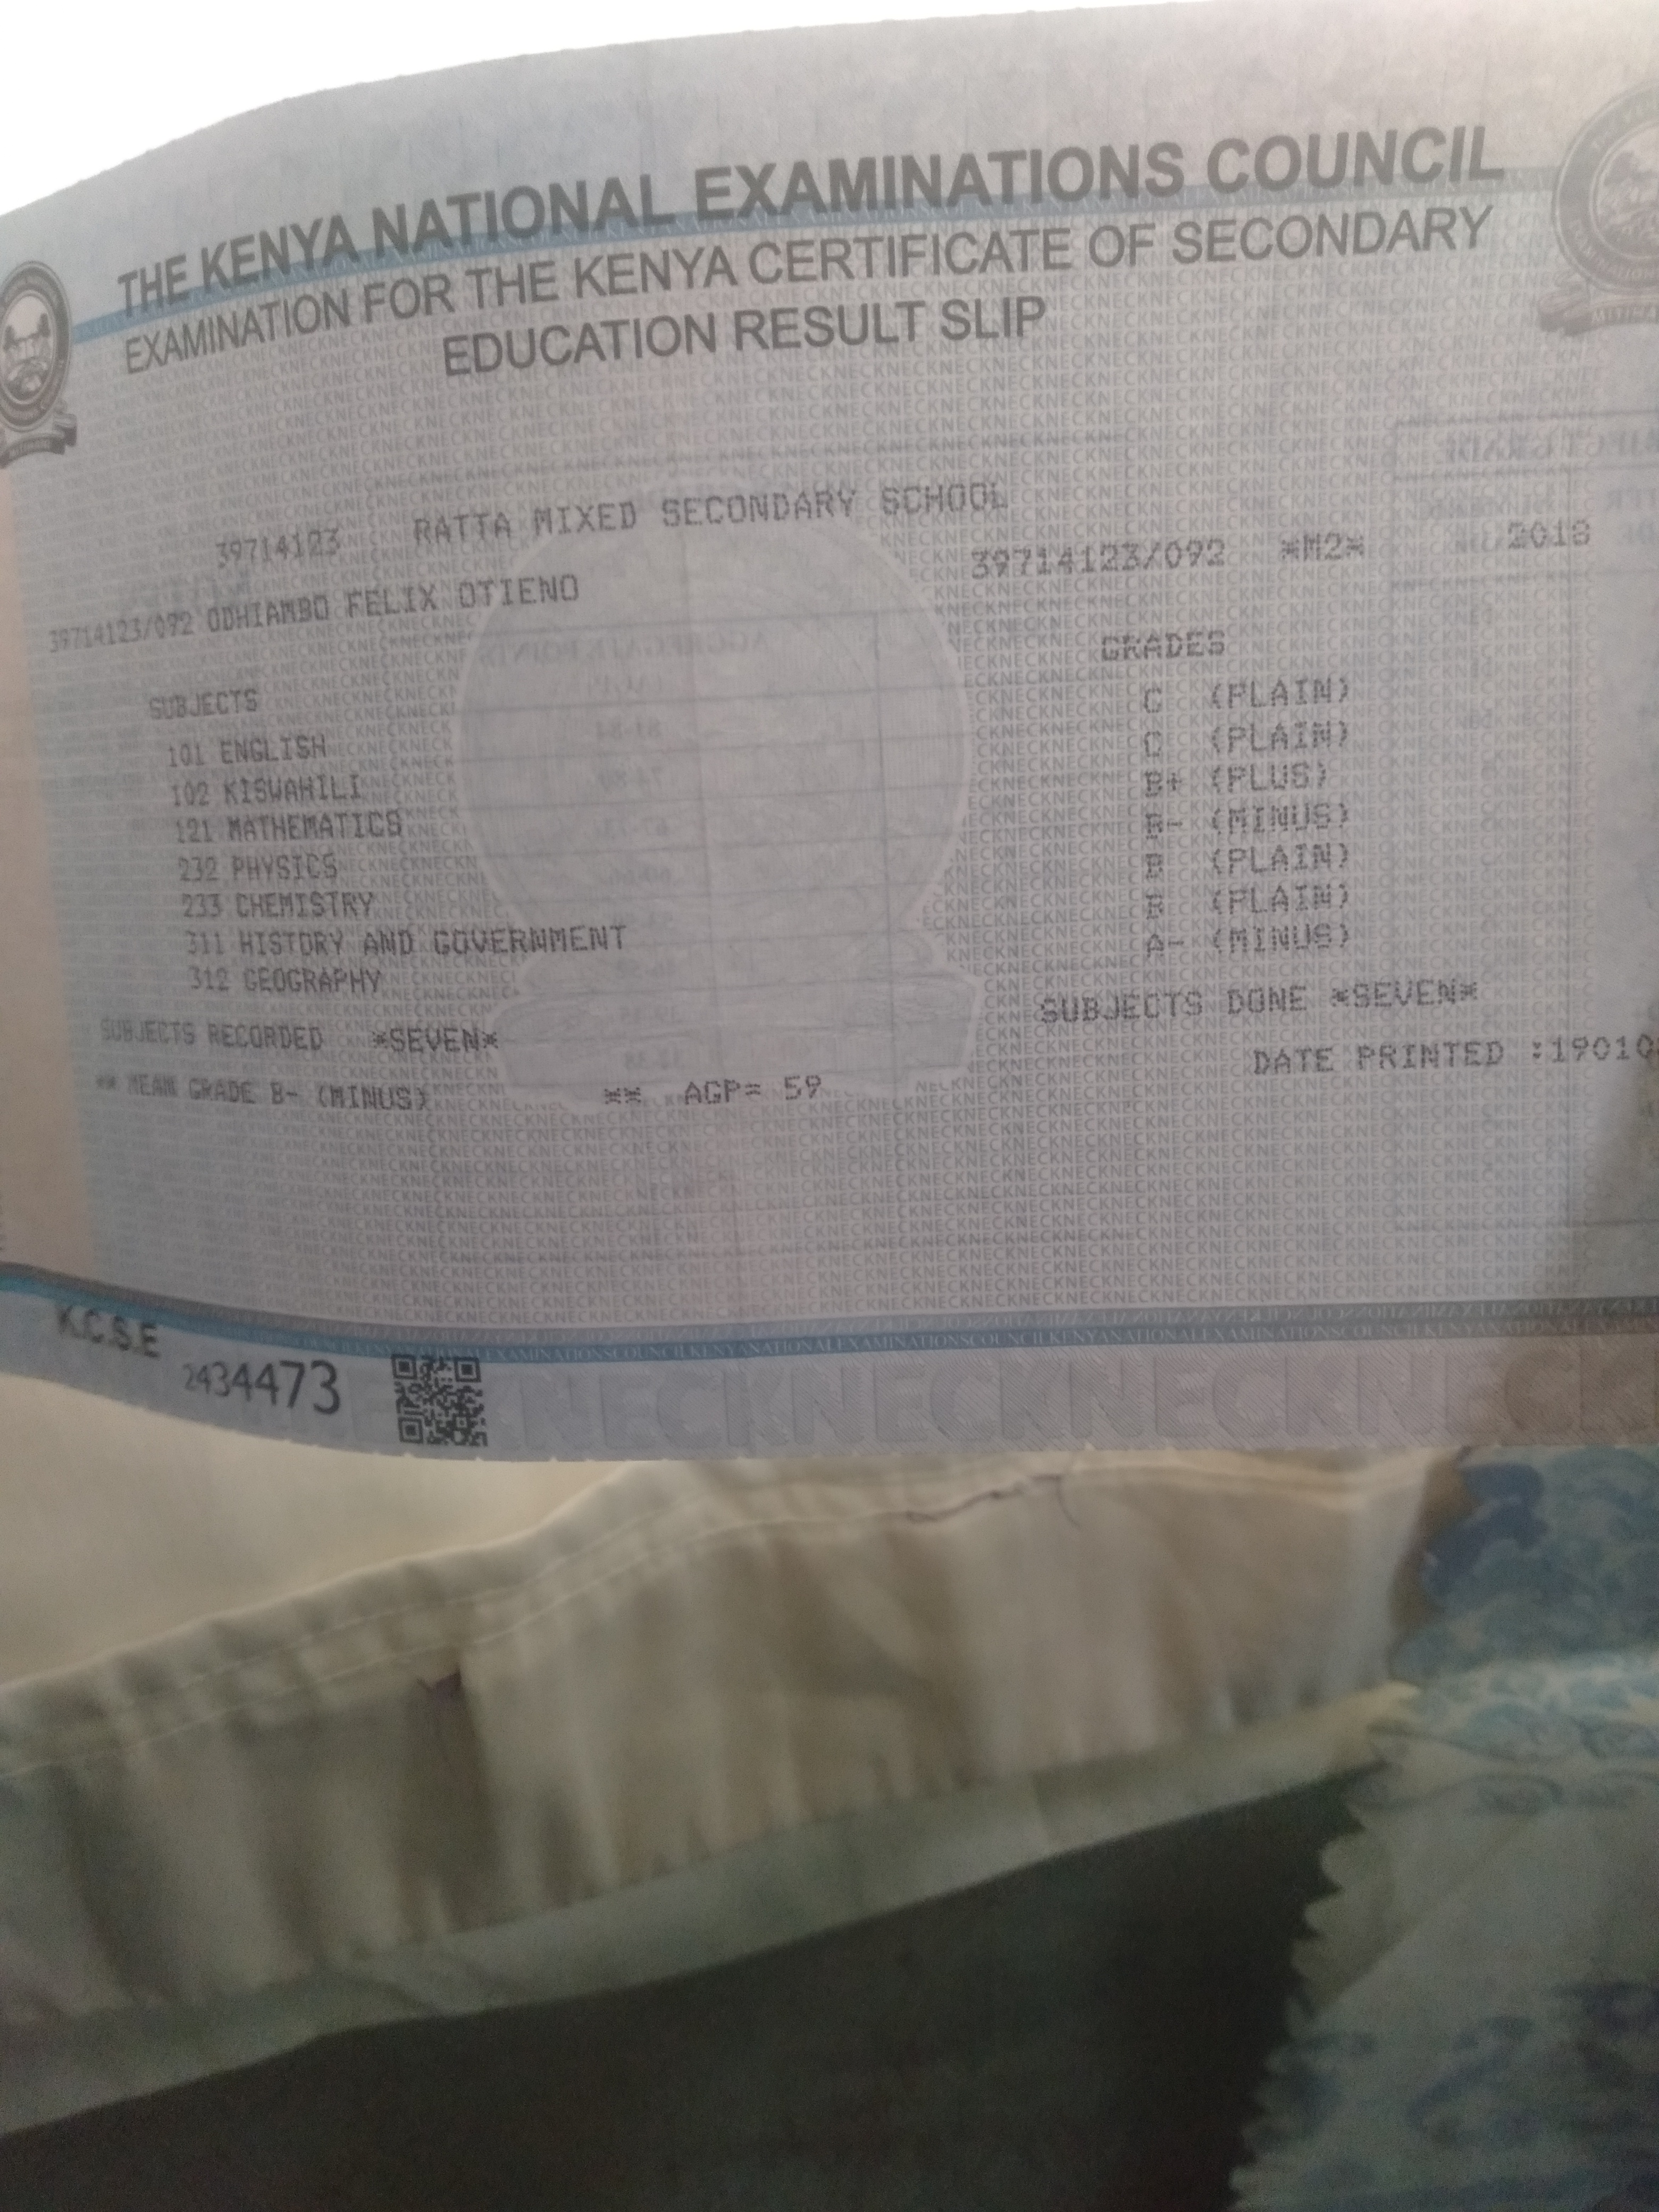 THE KENYA NATIONAL EXAMINATIONS COUNCIL
EXAMINATION FOR THE KENYA CERTIFICATE OF SECONDARY
EDUCATION RESULT SLIP
39714123 RATTA MIXED SECONDARY SCHOOL
39714123/092 ODHIAMBO FELIX OTIENO 39714123/092 *M2* 2018
SUBJECTS GRADES
101 ENGLISH C (PLAIN)
102 KISWAHILI (PLAIN)
121 MATHEMATICS B+ (PLUS)
232 PHYSICS B- (MINUS)
233 CHEMISTRY B (PLAIN)
311 HISTORY AND GOVERNMENT B (PLAIN)
312 GEOGRAPHY A- (MINUS)
SUBJECTS RECORDED *SEVEN* SUBJECTS DONE *SEVEN*
** MEAN GRADE B- (MINUS) ** AGP= 59 DATE PRINTED :19010
K.C.S.E
2434473